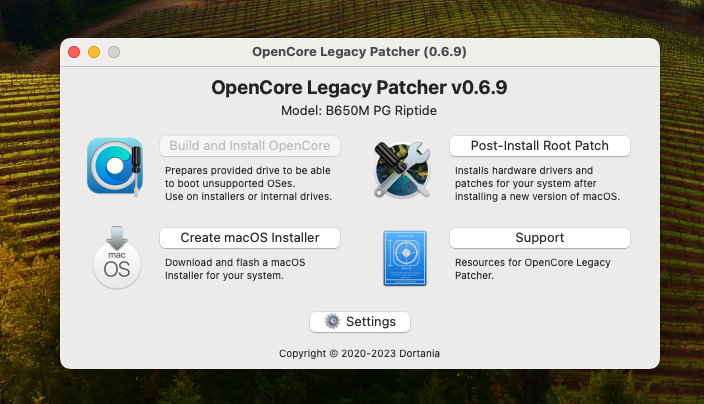 OpenCore Legacy Patcher (0.6.9)
OpenCore Legacy Patcher v0.6.9
Model: B650M PG Riptide
Build and Install OpenCore
Prepares provided drive to be able
to boot unsupported OSes.
Use on installers or internal drives.
Post-Install Root Patch
Installs hardware drivers and
patches for your system after
installing a new version of macOS.
mac
OS
Create macOS Installer
Download and flash a macOS
Installer for your system.
Support
Resources for OpenCore Legacy
Patcher.
Settings
Copyright © 2020-2023 Dortania